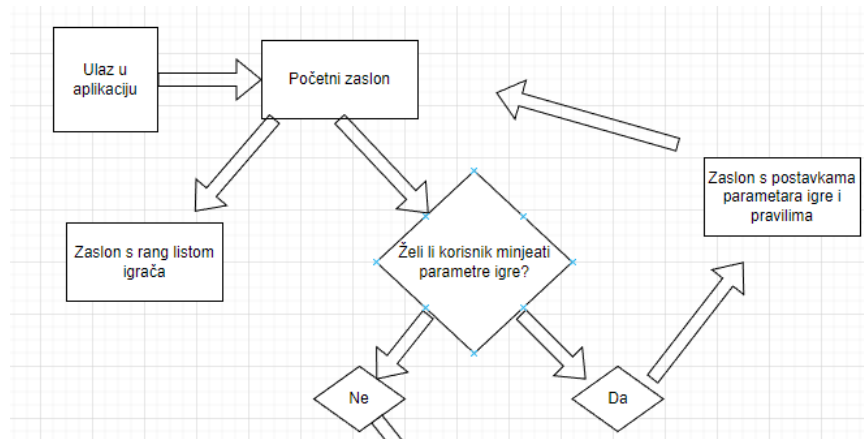 Ulaz u
aplikaciju
Početni zaslon
Zaslon s postavkama
parametara igre i
pravilima
Zaslon s rang listom
igrača
Želi li korisnik minjeati
parametre igre?
Ne
Da